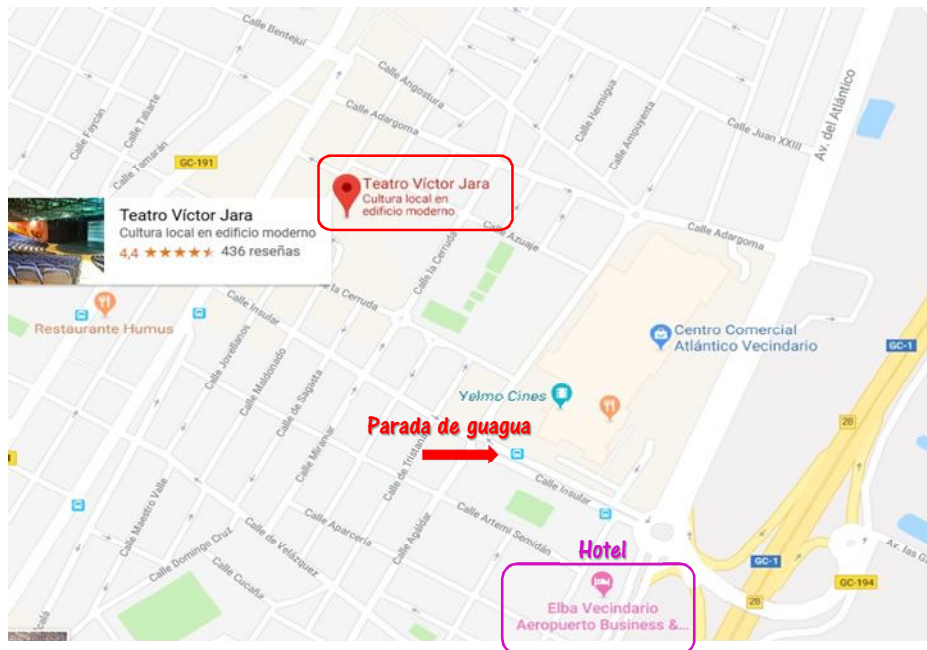 Calle Bentejuí
Calle Angostura
Calle Faycán
Calle Tallarte
Calle Tamarán
GC-191
Calle Adargoma
Calle Hermigua
Calle Ampuyenta
Calle Juan XXIII
Av. del Atlántico
Teatro Víctor Jara
Cultura local en
edificio moderno
Teatro Víctor Jara
Cultura local en edificio moderno
4,4
436 reseñas
Calle Azuaje
Calle Adargoma
Calle la Cerruda
la Cerruda
Calle Insular
Restaurante Humus
Calle Jovellanos
Calle Maldonado
Calle de Sagasta
Calle Miramar
Centro Comercial
Atlántico Vecindario
GC-1
Yelmo Cines
Parada de guagua
28
Calle de Tristana
Calle Insular
Calle Maestro Valle
Calle Aparcería
Calle Agáldar
Calle Artemi Semidán
Calle de Velázquez
Calle Domingo Cruz
Calle Cucaña
Hotel
Elba Vecindario
Aeropuerto Business &...
GC-1
Av. las
GC-194
28